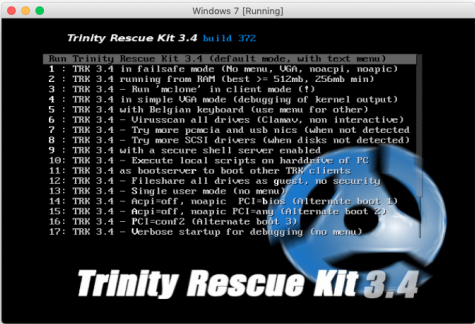 Windows 7 [Running]
Trinity Rescue Kit 3.4 build 372
Run Trinity Rescue Kit 3.4 (default mode, with text menu)
1 : TRK 3.4 in failsafe mode (No menu, VGA, noacpi, noapic)
2 : TRK 3.4 running from RAM (best >= 512mb, 256mb min)
3 : TRK 3.4 - Run 'mclone' in client mode (!)
4 : TRK 3.4 in simple VGA mode (debugging of kernel output)
5 : TRK 3.4 with Belgian keyboard (use menu for other)
6 : TRK 3.4 - Virusscan all drives (Clamav, non interactive)
7 : TRK 3.4 - Try more pcmcia and usb nics (when not detected
8 : TRK 3.4 - Try more SCSI drivers (when disks not detected)
9 : TRK 3.4 with a secure shell server enabled
10: TRK 3.4 - Execute local scripts on harddrive of PC
11: TRK 3.4 as bootserver to boot other TRK clients
12: TRK 3.4 - Fileshare all drives as guest, no security
13: TRK 3.4 - Single user mode (no menu)
14: TRK 3.4 - Acpi=off, noapic PCI=bios (Alternate boot 1)
15: TRK 3.4 - Acpi=off, noapic PCI=any (Alternate boot 2)
16: TRK 3.4 - PCI=conf2 (Alternate boot 3)
17: TRK 3.4 - Verbose startup for debugging (no menu)
Trinity Rescue Kit 3.4